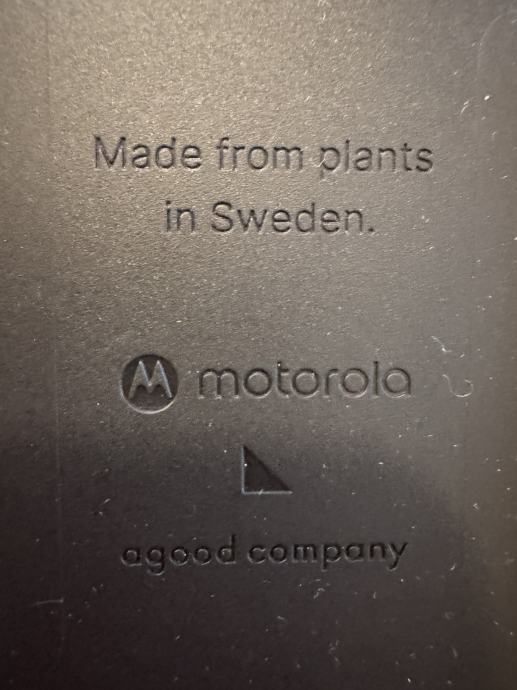 Made from plants
in Sweden.
motorola
agood company